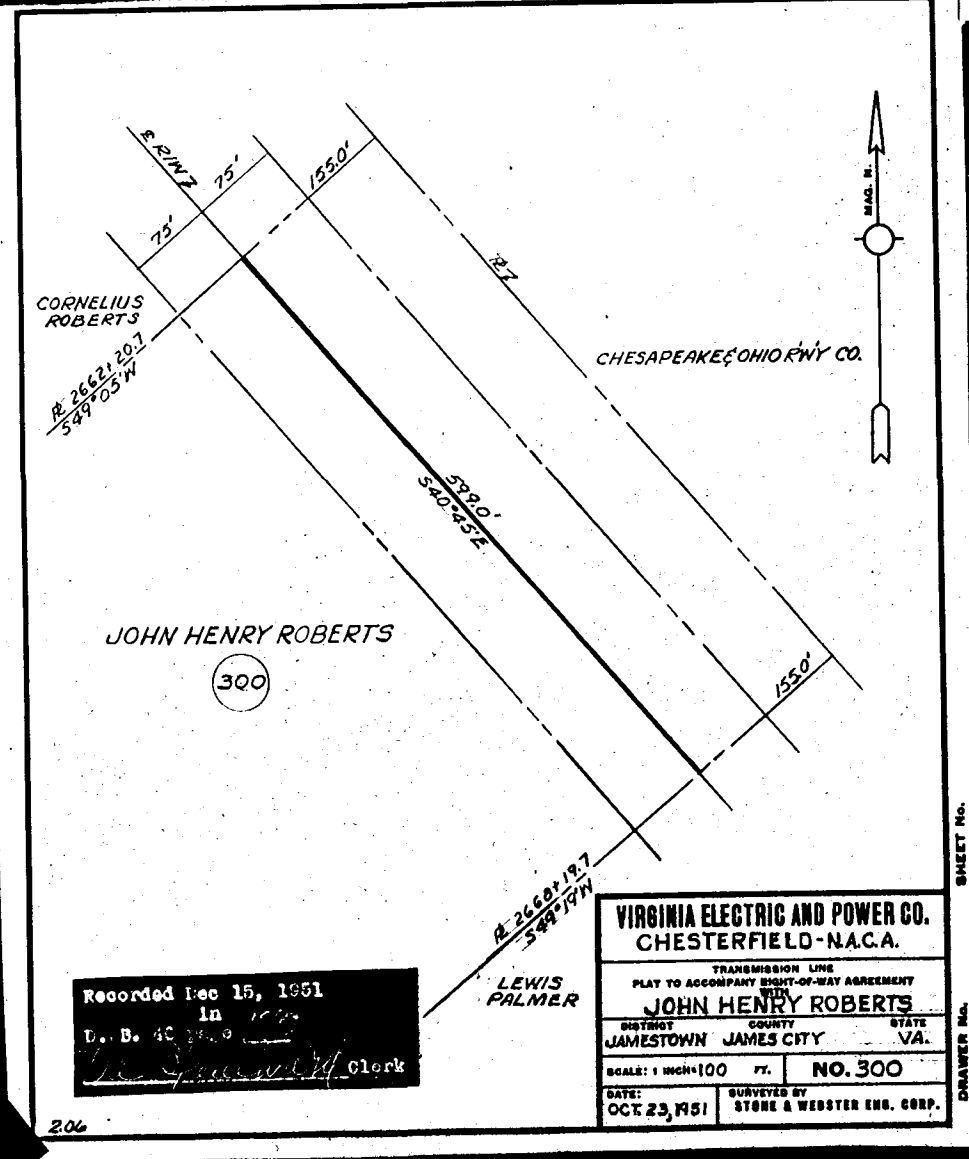 75'
75'
155.0'
MAG. N.
CORNELIUS
ROBERTS
2662+20.7
S49°05'W
CHESAPEAKE & OHIO R'W'Y CO.
599.0'
S40°45'E
JOHN HENRY ROBERTS
300
155.0'
2668+19.7
S49°19'W
LEWIS
PALMER
SHEET No.
DRAWER No.
VIRGINIA ELECTRIC AND POWER CO.
CHESTERFIELD-N.A.C.A.
TRANSMISSION LINE
PLAT TO ACCOMPANY RIGHT-OF-WAY AGREEMENT
WITH
JOHN HENRY ROBERTS
DISTRICT COUNTY STATE
JAMESTOWN JAMES CITY VA.
SCALE: 1 INCH=100 FT. NO. 300
DATE: SURVEYED BY
OCT. 23, 1951 STONE & WEBSTER ENG. CORP.
Recorded Dec 15, 1951
in
D. B.
Clerk
2.06